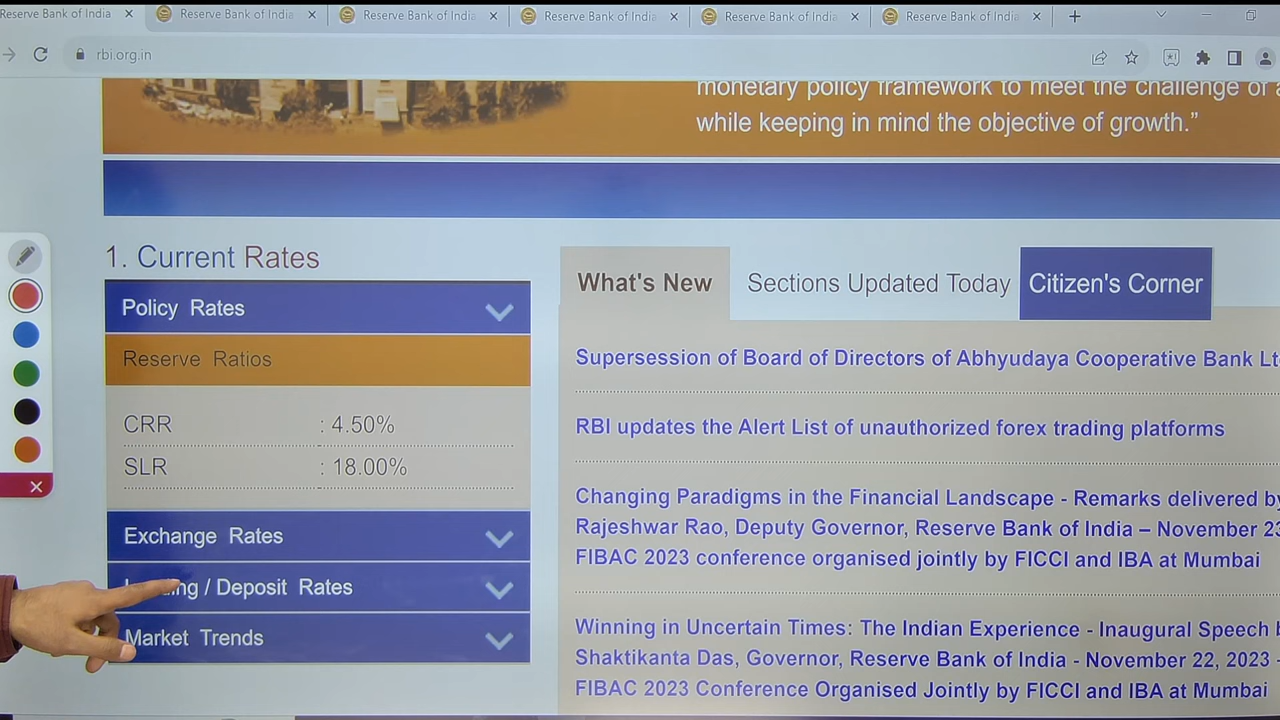 Reserve Bank of India
Reserve Bank of India
Reserve Bank of India
Reserve Bank of India
Reserve Bank of India
Reserve Bank of India
rbi.org.in
monetary policy framework to meet the challenge of a
while keeping in mind the objective of growth.”
1. Current Rates
Policy Rates
Reserve Ratios
CRR : 4.50%
SLR : 18.00%
Exchange Rates
/ Deposit Rates
Market Trends
What's New
Sections Updated Today
Citizen's Corner
Supersession of Board of Directors of Abhyudaya Cooperative Bank Lt
RBI updates the Alert List of unauthorized forex trading platforms
Changing Paradigms in the Financial Landscape - Remarks delivered by
Rajeshwar Rao, Deputy Governor, Reserve Bank of India – November 23
FIBAC 2023 conference organised jointly by FICCI and IBA at Mumbai
Winning in Uncertain Times: The Indian Experience - Inaugural Speech b
Shaktikanta Das, Governor, Reserve Bank of India - November 22, 2023 -
FIBAC 2023 Conference Organised Jointly by FICCI and IBA at Mumbai